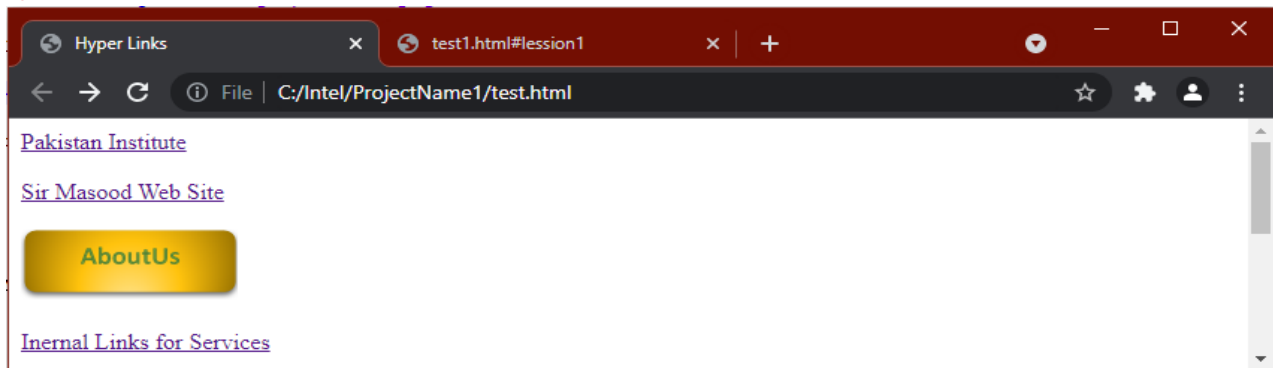 Hyper Links test1.html#lession1
File C:/Intel/ProjectName1/test.html
Pakistan Institute
Sir Masood Web Site
AboutUs
Inernal Links for Services